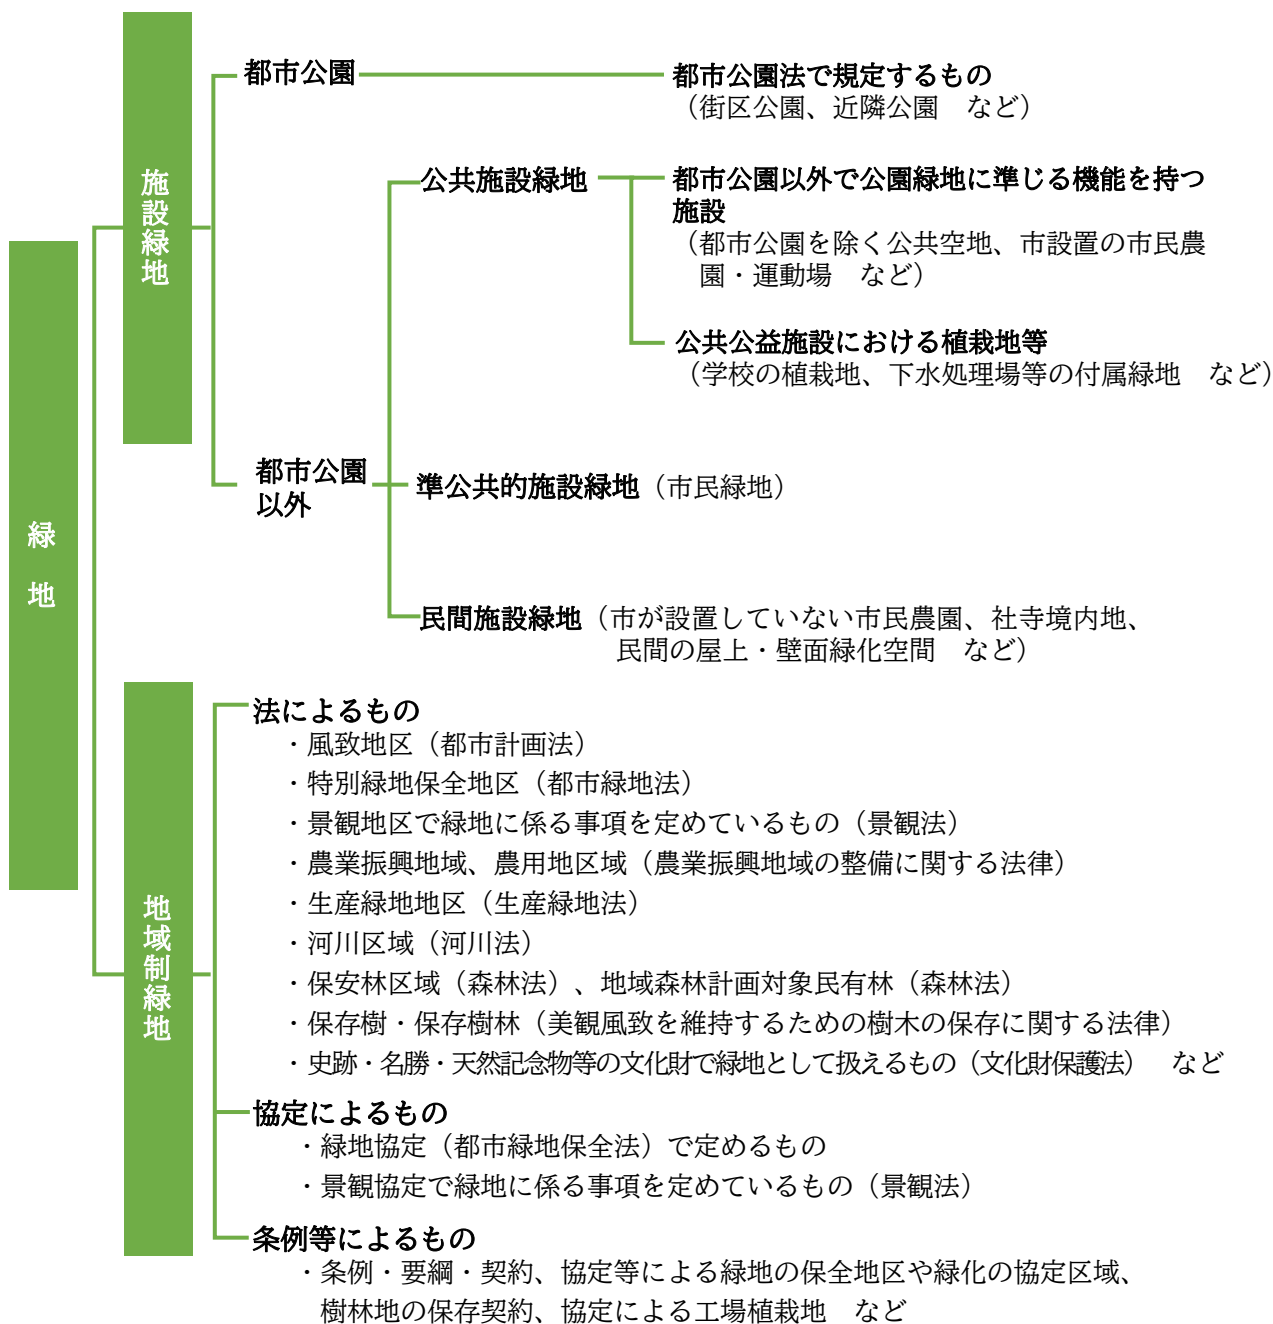 緑　地
施設緑地
都市公園
都市公園法で規定するもの
（街区公園、近隣公園　など）
都市公園
以外
公共施設緑地
都市公園以外で公園緑地に準じる機能を持つ
施設
（都市公園を除く公共空地、市設置の市民農
園・運動場　など）
公共公益施設における植栽地等
（学校の植栽地、下水処理場等の付属緑地　など）
準公共的施設緑地（市民緑地）
民間施設緑地（市が設置していない市民農園、社寺境内地、
民間の屋上・壁面緑化空間　など）
地域制緑地
法によるもの
・風致地区（都市計画法）
・特別緑地保全地区（都市緑地法）
・景観地区で緑地に係る事項を定めているもの（景観法）
・農業振興地域、農用地区域（農業振興地域の整備に関する法律）
・生産緑地地区（生産緑地法）
・河川区域（河川法）
・保安林区域（森林法）、地域森林計画対象民有林（森林法）
・保存樹・保存樹林（美観風致を維持するための樹木の保存に関する法律）
・史跡・名勝・天然記念物等の文化財で緑地として扱えるもの（文化財保護法）　など
協定によるもの
・緑地協定（都市緑地保全法）で定めるもの
・景観協定で緑地に係る事項を定めているもの（景観法）
条例等によるもの
・条例・要綱・契約、協定等による緑地の保全地区や緑化の協定区域、
樹林地の保存契約、協定による工場植栽地　など